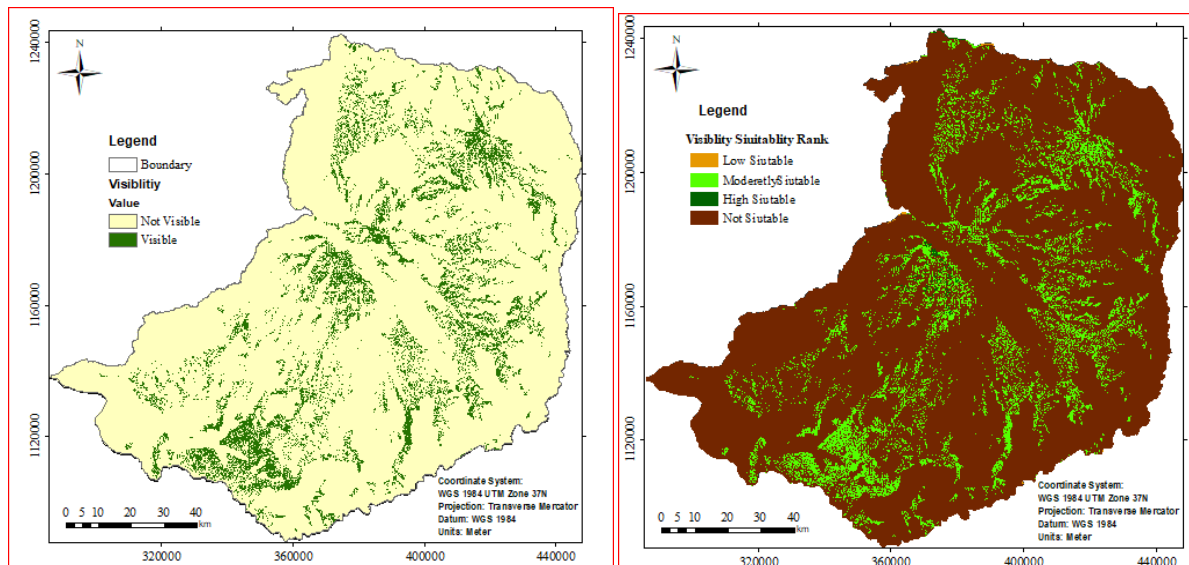 1240000
1200000
1160000
1120000
N
Legend
Boundary
Visiblitiy
Value
Not Visible
Visible
Coordinate System:
WGS 1984 UTM Zone 37N
Projection: Transverse Mercator
Datum: WGS 1984
Units: Meter
0 5 10 20 30 40
km
320000 360000 400000 440000
1240000
1200000
1160000
1120000
N
Legend
Visiblity Siuitablity Rank
Low Siutable
ModeretlySiutable
High Siutable
Not Siutable
Coordinate System:
WGS 1984 UTM Zone 37N
Projection: Transverse Mercator
Datum: WGS 1984
Units: Meter
0 5 10 20 30 40
km
320000 360000 400000 440000